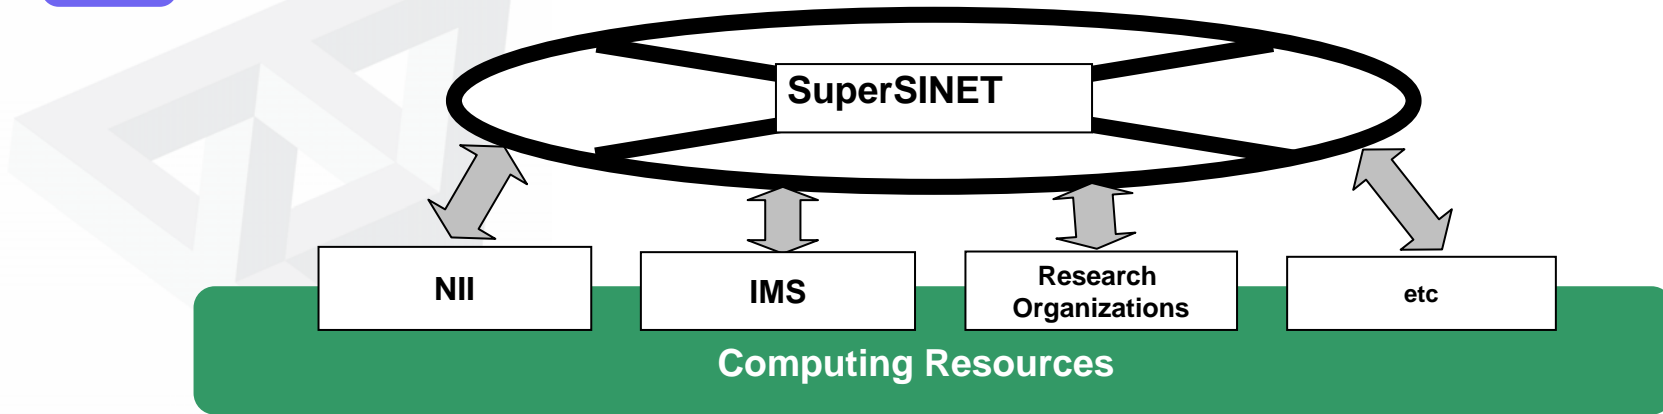 SuperSINET
NII
IMS
Research
Organizations
etc
Computing Resources